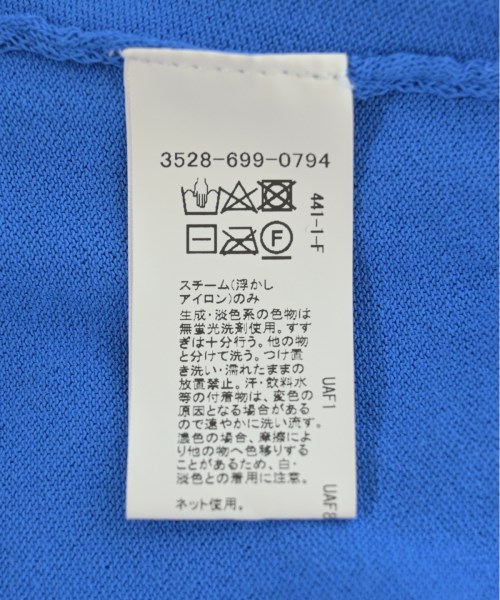 3528-699-0794
441-1-F
F
スチーム(浮かし
アイロン)のみ
生成・淡色系の色物は
無蛍光洗剤使用。すす
ぎは十分行う。他の物
と分けて洗う。つけ置
き洗い・濡れたままの
放置禁止。汗・飲料水
等の付着物は、変色の
原因となる場合がある
ので速やかに洗い流す。
濃色の場合、摩擦によ
り他の物へ色移りする
ことがあるため、白・
淡色との着用に注意。
ネット使用。
UAF1
UAF8